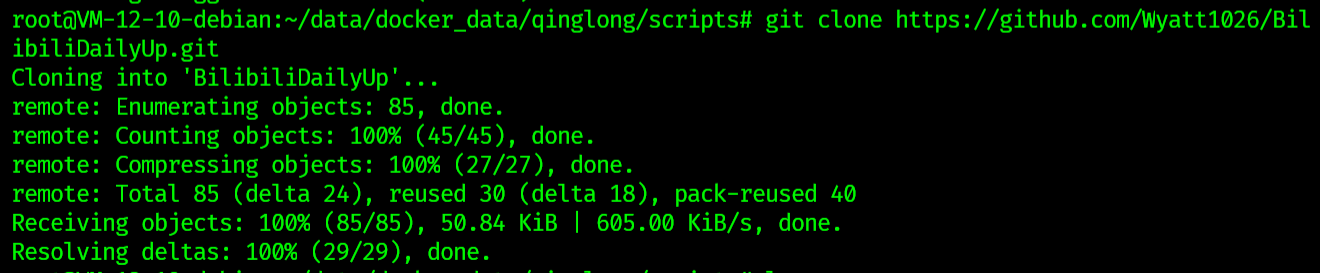 root@VM-12-10-debian:~/data/docker_data/qinglong/scripts# git clone https://github.com/Wyatt1026/Bil
ibiliDailyUp.git
Cloning into 'BilibiliDailyUp'...
remote: Enumerating objects: 85, done.
remote: Counting objects: 100% (45/45), done.
remote: Compressing objects: 100% (27/27), done.
remote: Total 85 (delta 24), reused 30 (delta 18), pack-reused 40
Receiving objects: 100% (85/85), 50.84 KiB | 605.00 KiB/s, done.
Resolving deltas: 100% (29/29), done.